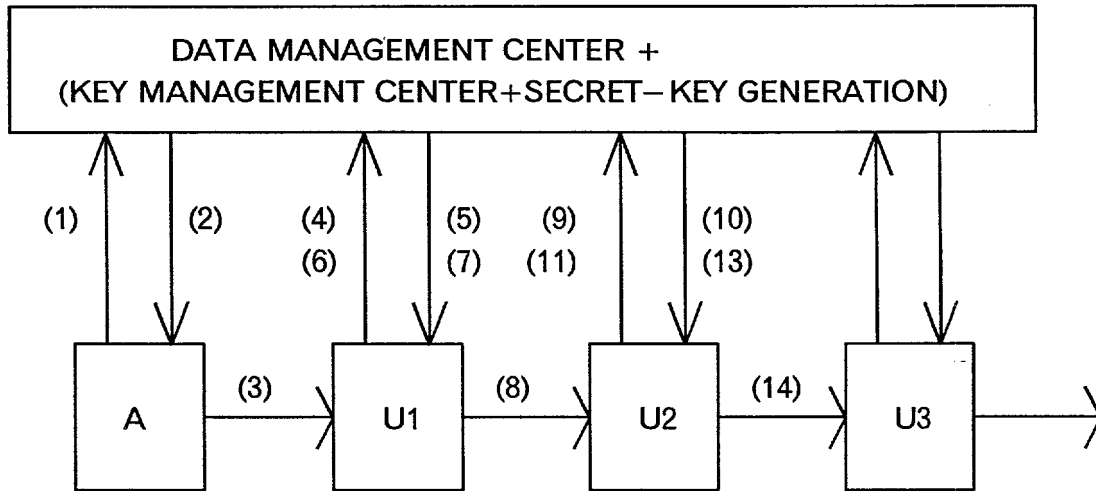 DATA MANAGEMENT CENTER +
(KEY MANAGEMENT CENTER+SECRET-KEY GENERATION)
(1) (2) (4) (5) (9) (10)
(6) (7) (11) (13)
(3) (8) (14)
A U1 U2 U3